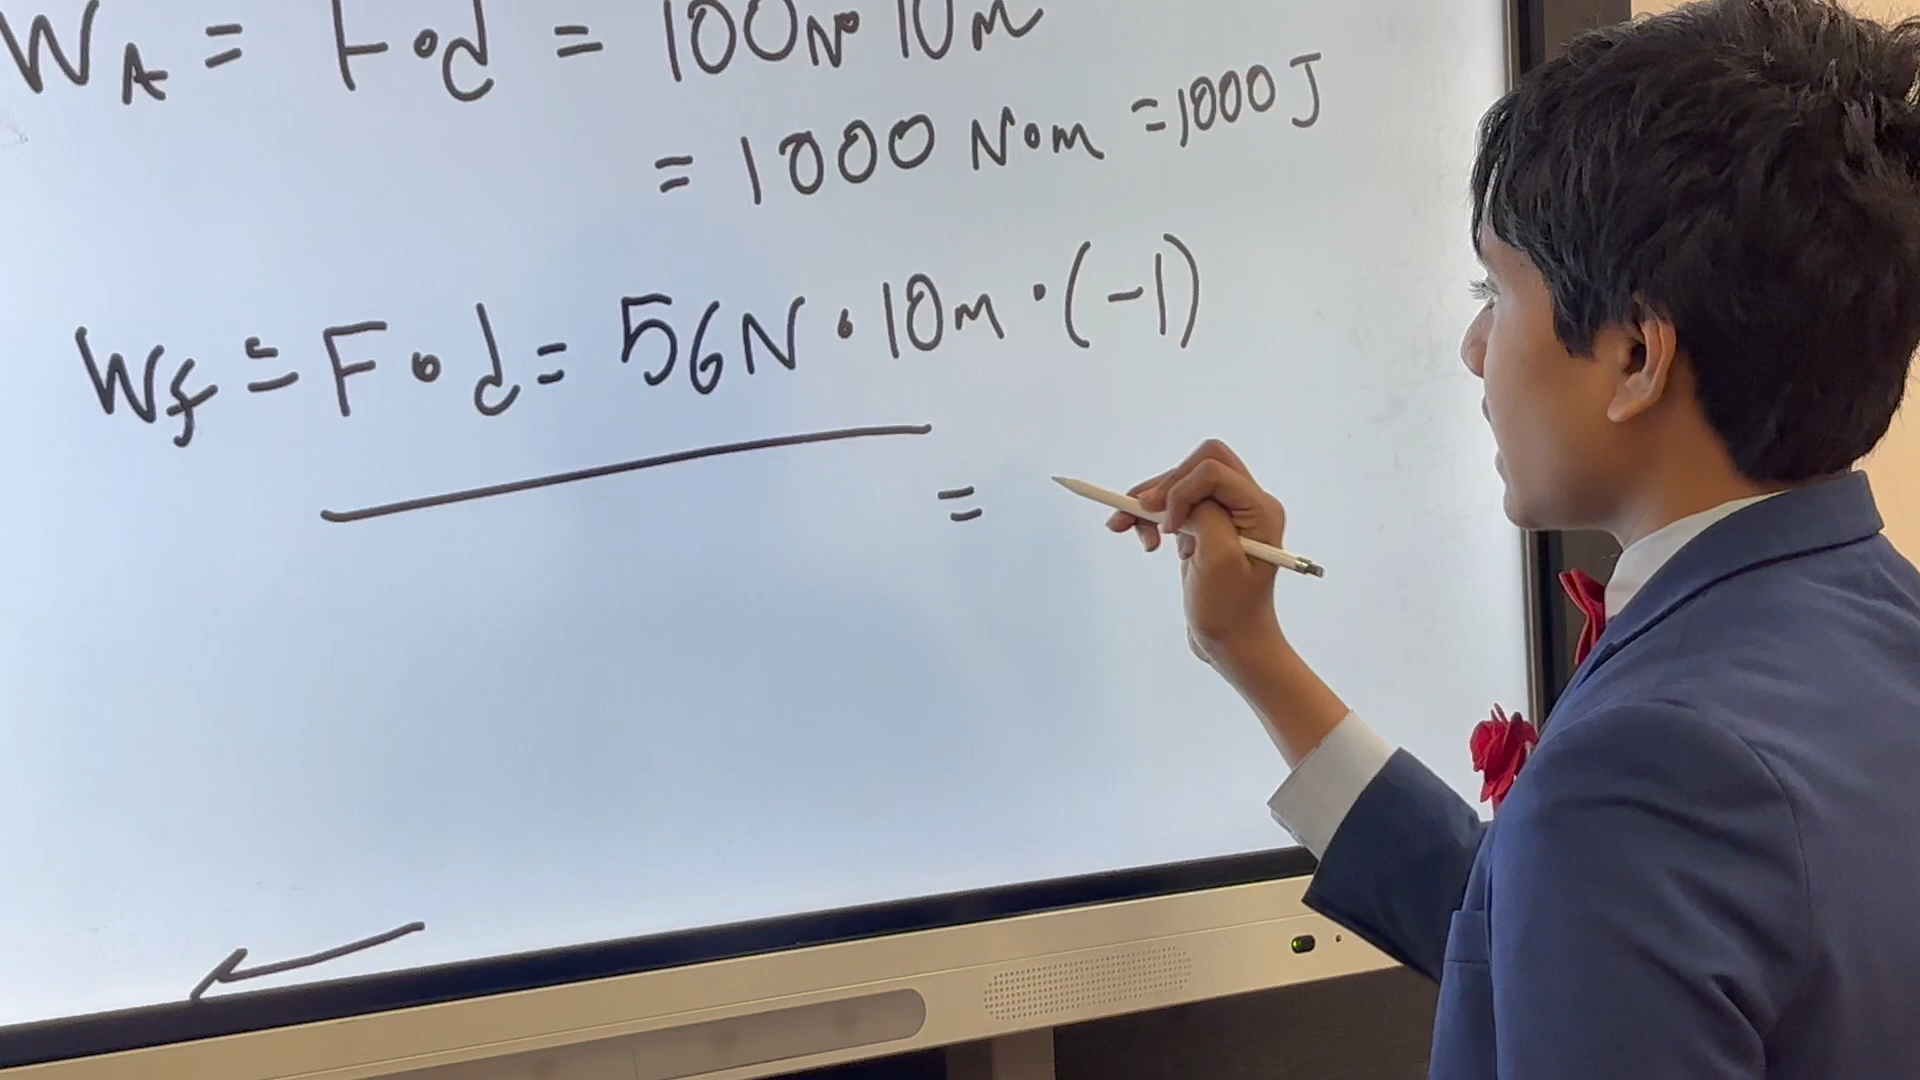 W_A = F•d = 100N•10m
= 1000 N•m = 1000 J
W_f = F•d = 56N•10m•(-1)
=